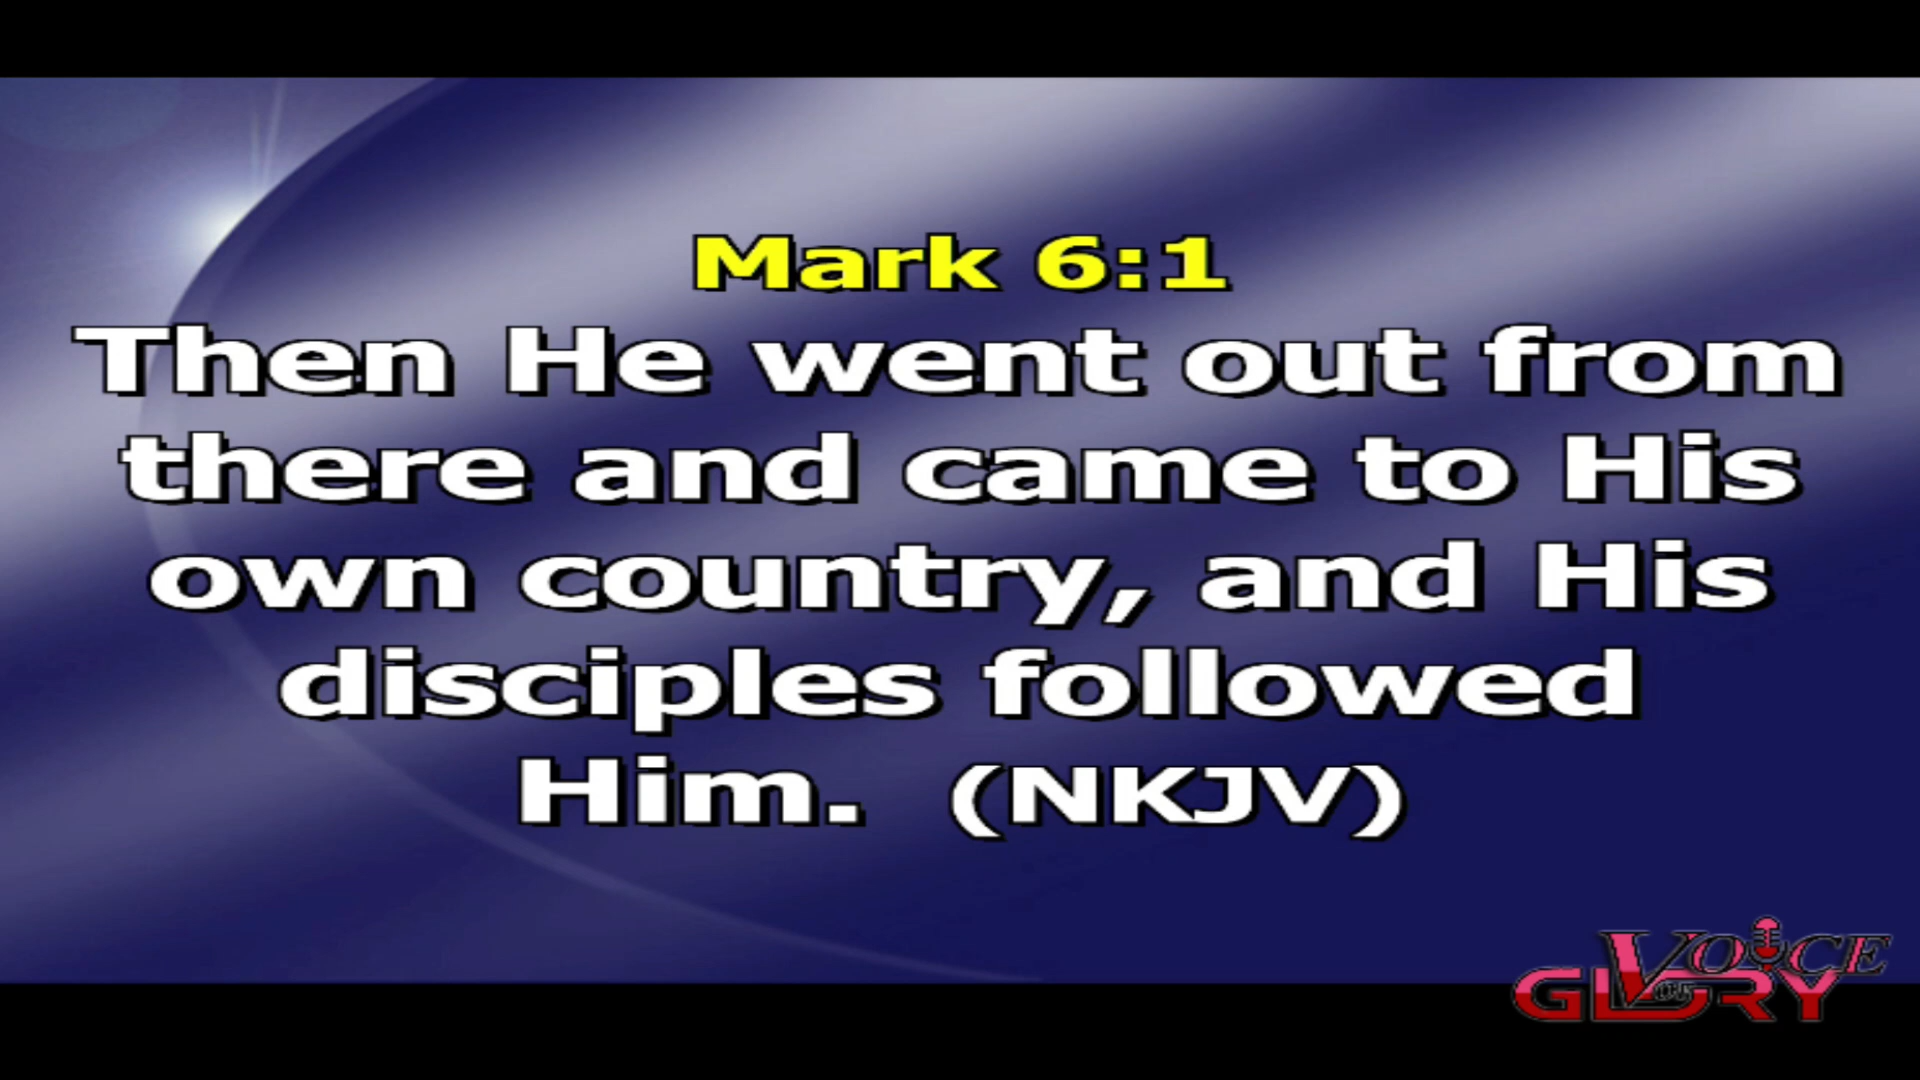 Mark 6:1
Then He went out from
there and came to His
own country, and His
disciples followed
Him. (NKJV)
VOICE
OF
GLORY